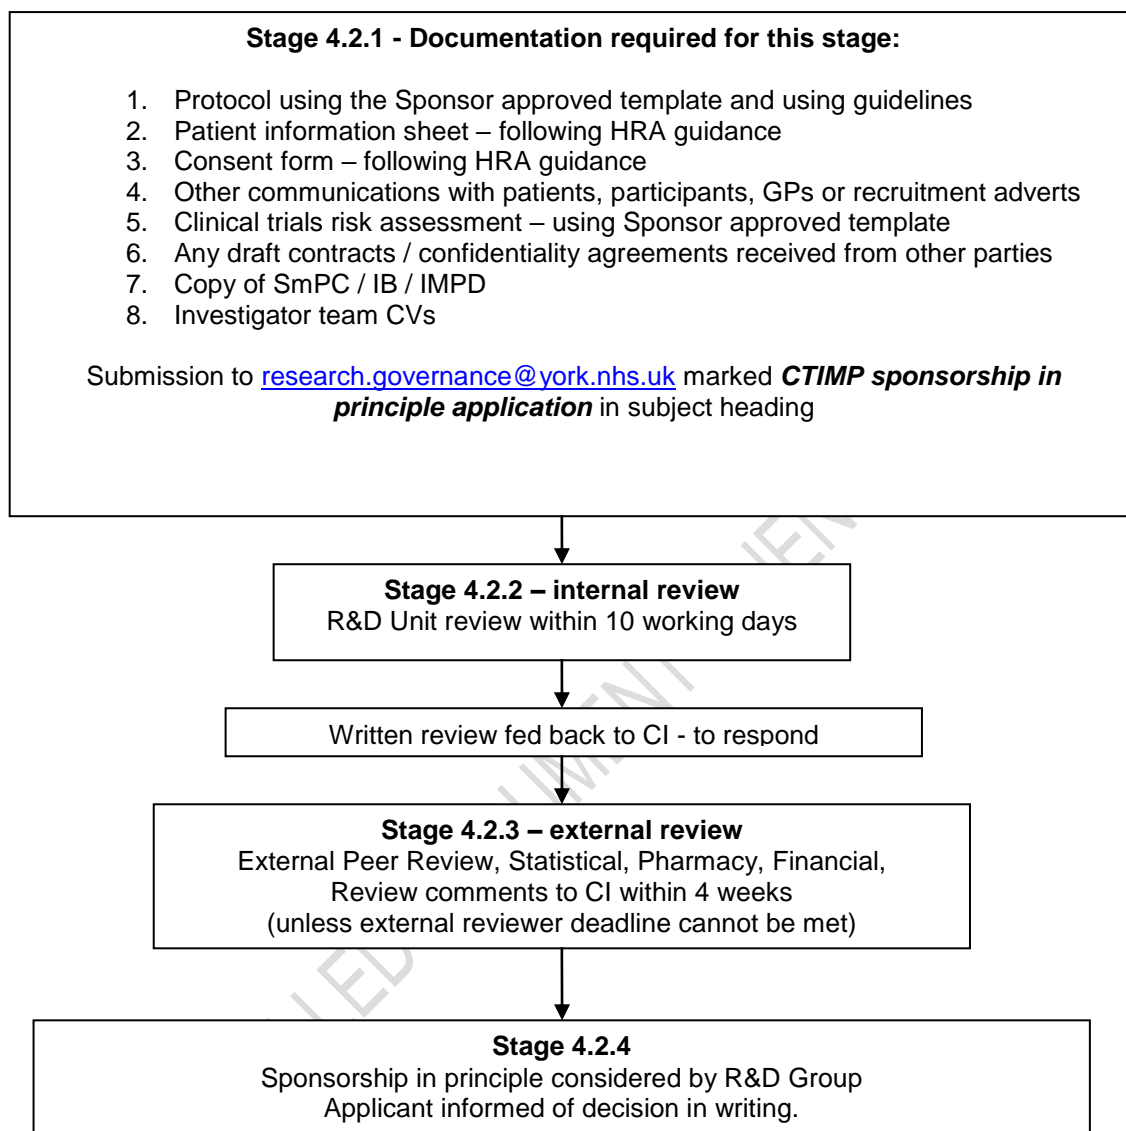 Stage 4.2.1 - Documentation required for this stage:
1. Protocol using the Sponsor approved template and using guidelines
2. Patient information sheet – following HRA guidance
3. Consent form – following HRA guidance
4. Other communications with patients, participants, GPs or recruitment adverts
5. Clinical trials risk assessment – using Sponsor approved template
6. Any draft contracts / confidentiality agreements received from other parties
7. Copy of SmPC / IB / IMPD
8. Investigator team CVs
Submission to research.governance@york.nhs.uk marked CTIMP sponsorship in
principle application in subject heading
Stage 4.2.2 – internal review
R&D Unit review within 10 working days
Written review fed back to CI - to respond
Stage 4.2.3 – external review
External Peer Review, Statistical, Pharmacy, Financial,
Review comments to CI within 4 weeks
(unless external reviewer deadline cannot be met)
Stage 4.2.4
Sponsorship in principle considered by R&D Group
Applicant informed of decision in writing.